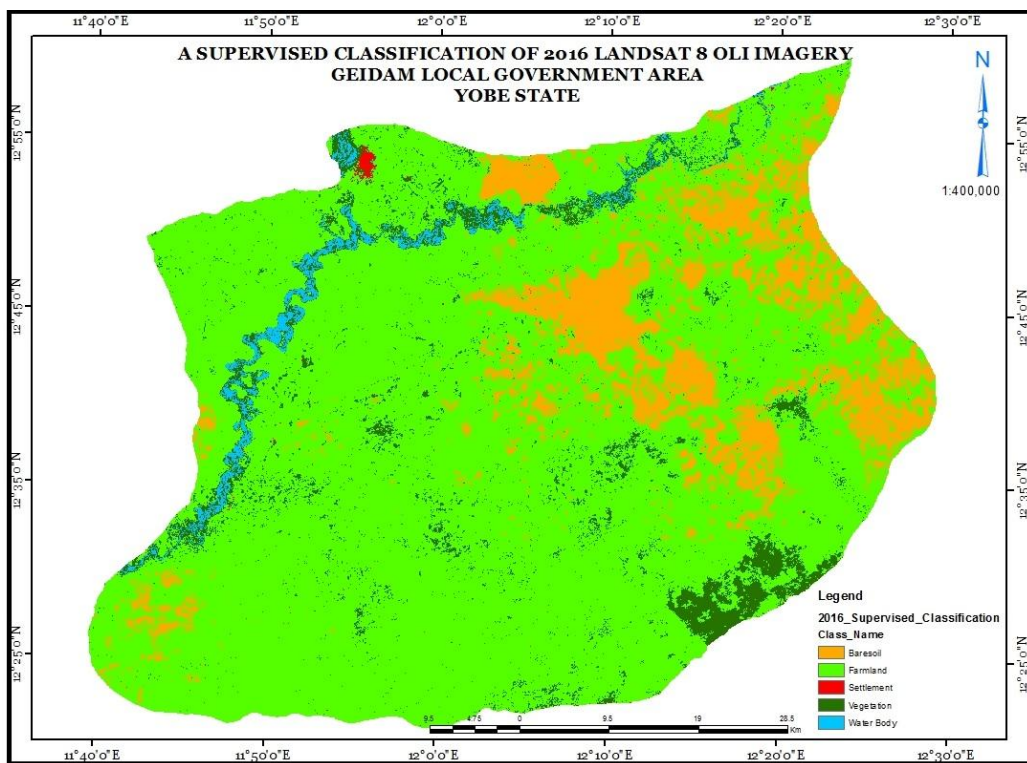 11°40'0"E 11°50'0"E 12°0'0"E 12°10'0"E 12°20'0"E 12°30'0"E
A SUPERVISED CLASSIFICATION OF 2016 LANDSAT 8 OLI IMAGERY
GEIDAM LOCAL GOVERNMENT AREA
YOBE STATE
N
1:400,000
12°55'0"N 12°55'0"N
12°45'0"N 12°45'0"N
12°35'0"N 12°35'0"N
12°25'0"N 12°25'0"N
Legend
2016_Supervised_Classification
Class_Name
Baresoil
Farmland
Settlement
Vegetation
Water Body
9.5 4.75 0 9.5 19 28.5
Km
11°40'0"E 11°50'0"E 12°0'0"E 12°10'0"E 12°20'0"E 12°30'0"E